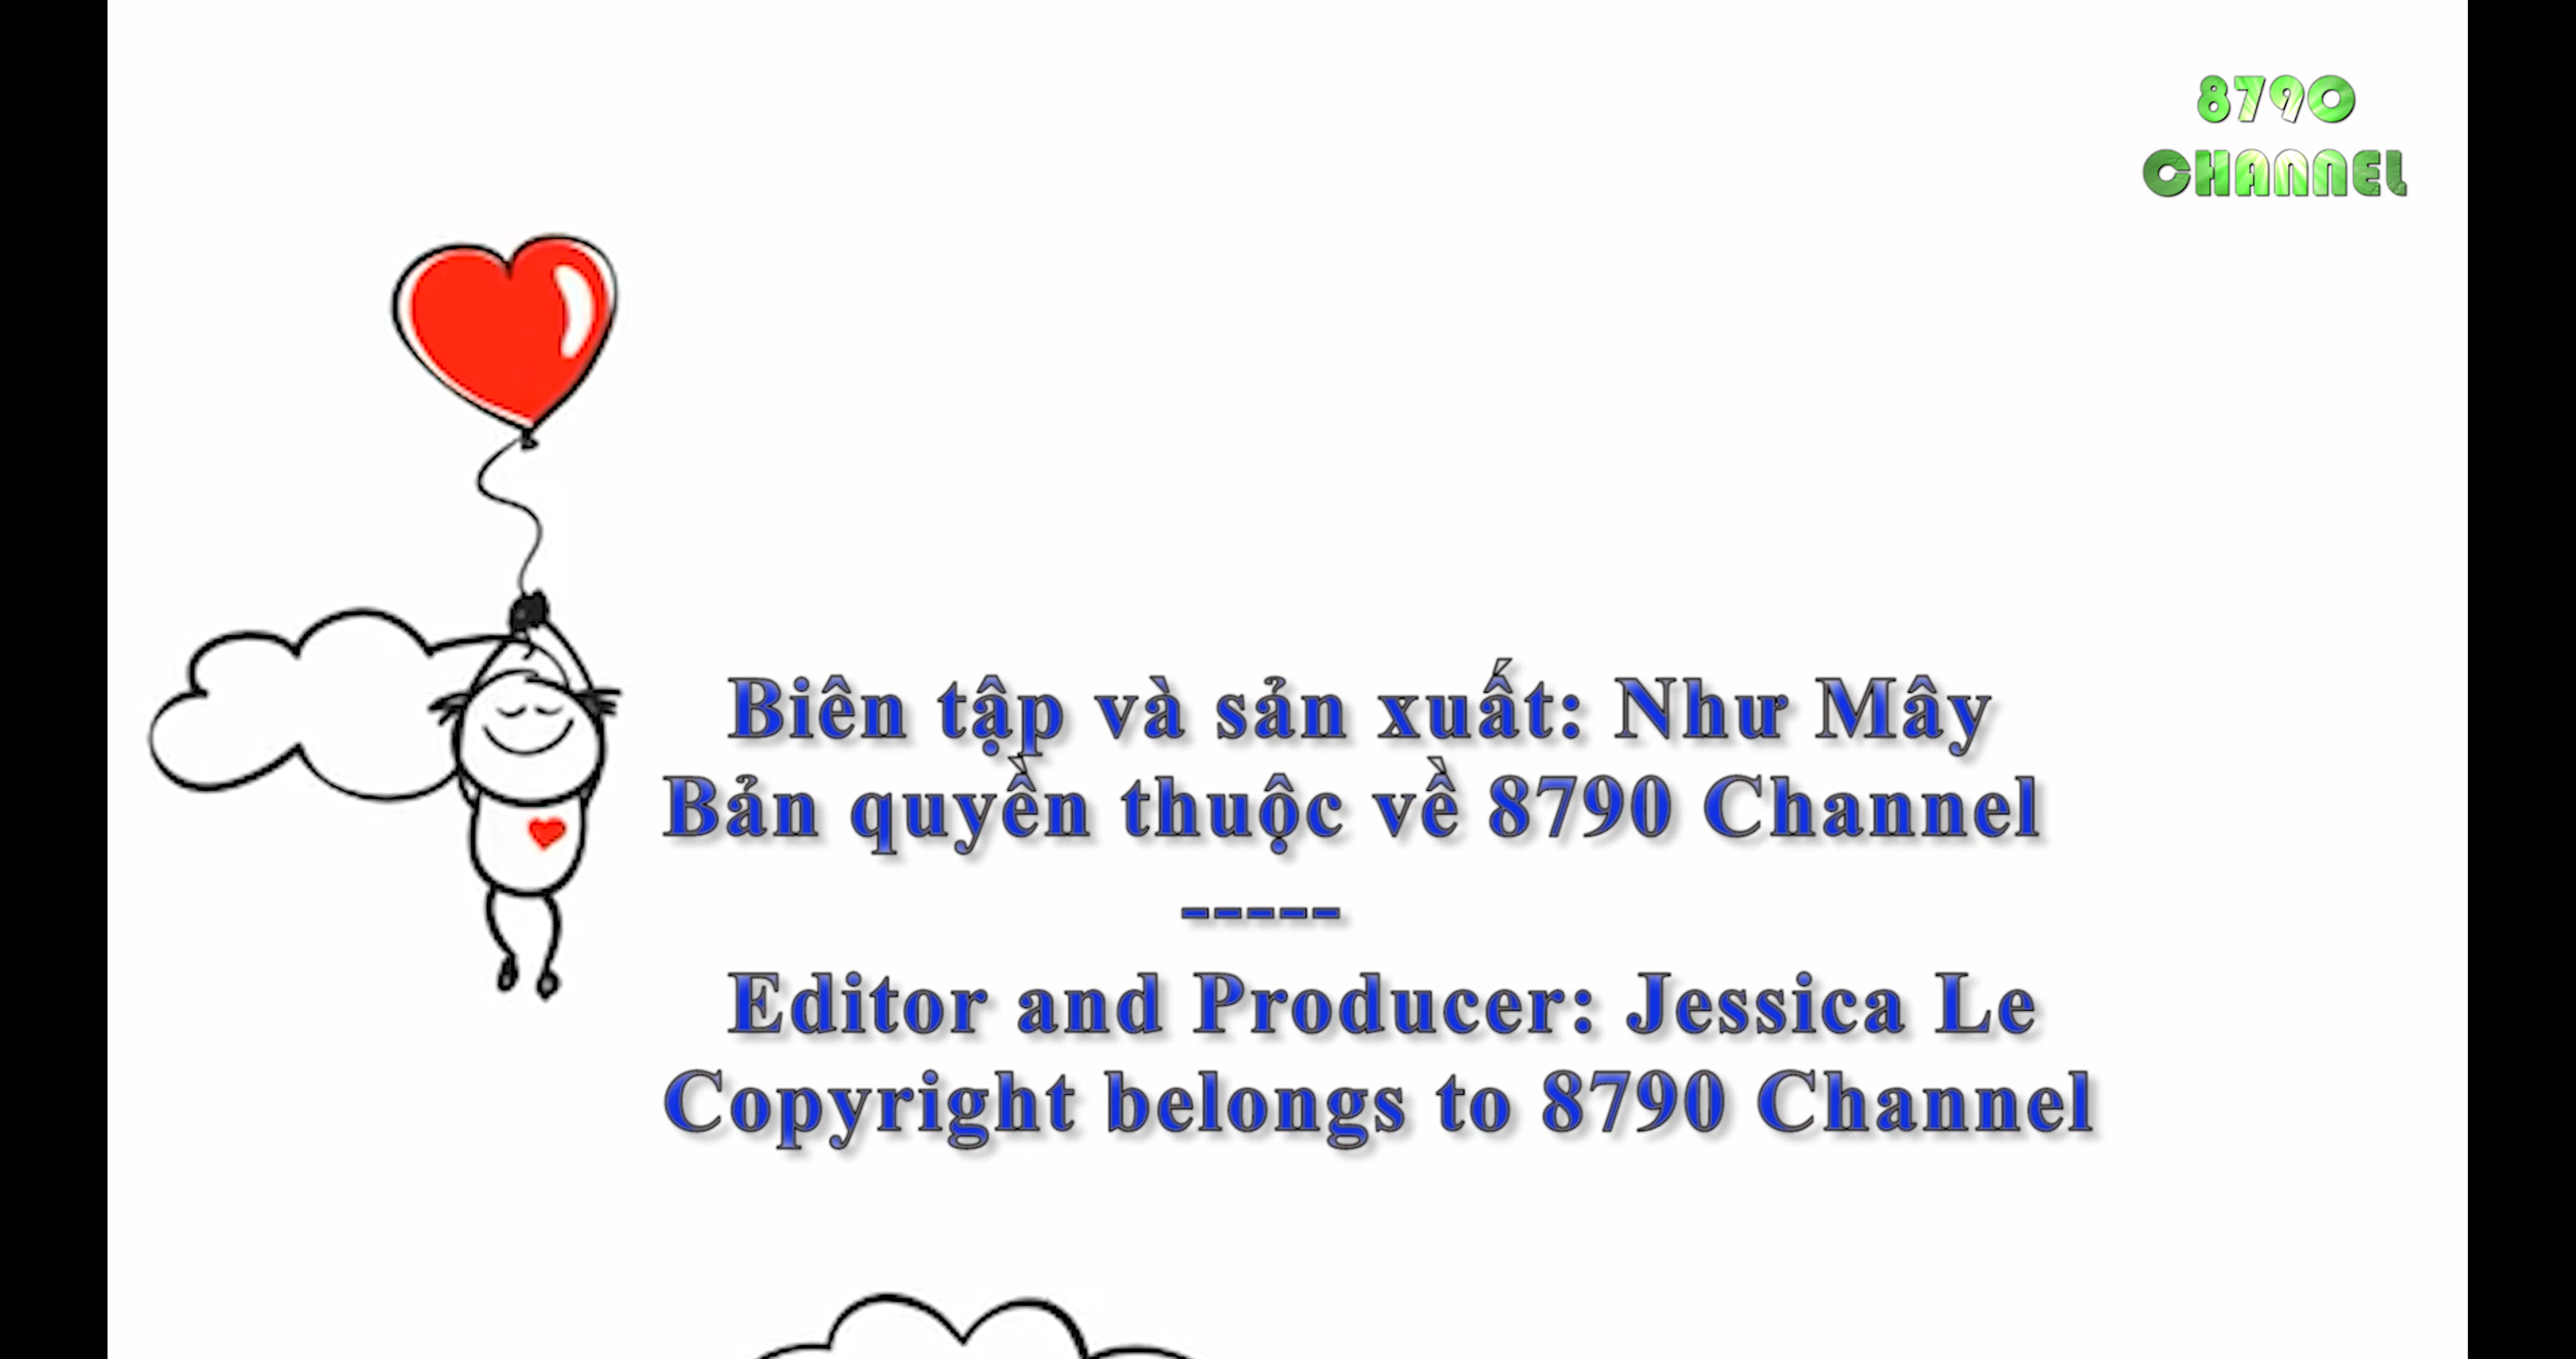 8790
CHANNEL
Biên tập và sản xuất: Như Mây
Bản quyền thuộc về 8790 Channel
-----
Editor and Producer: Jessica Le
Copyright belongs to 8790 Channel